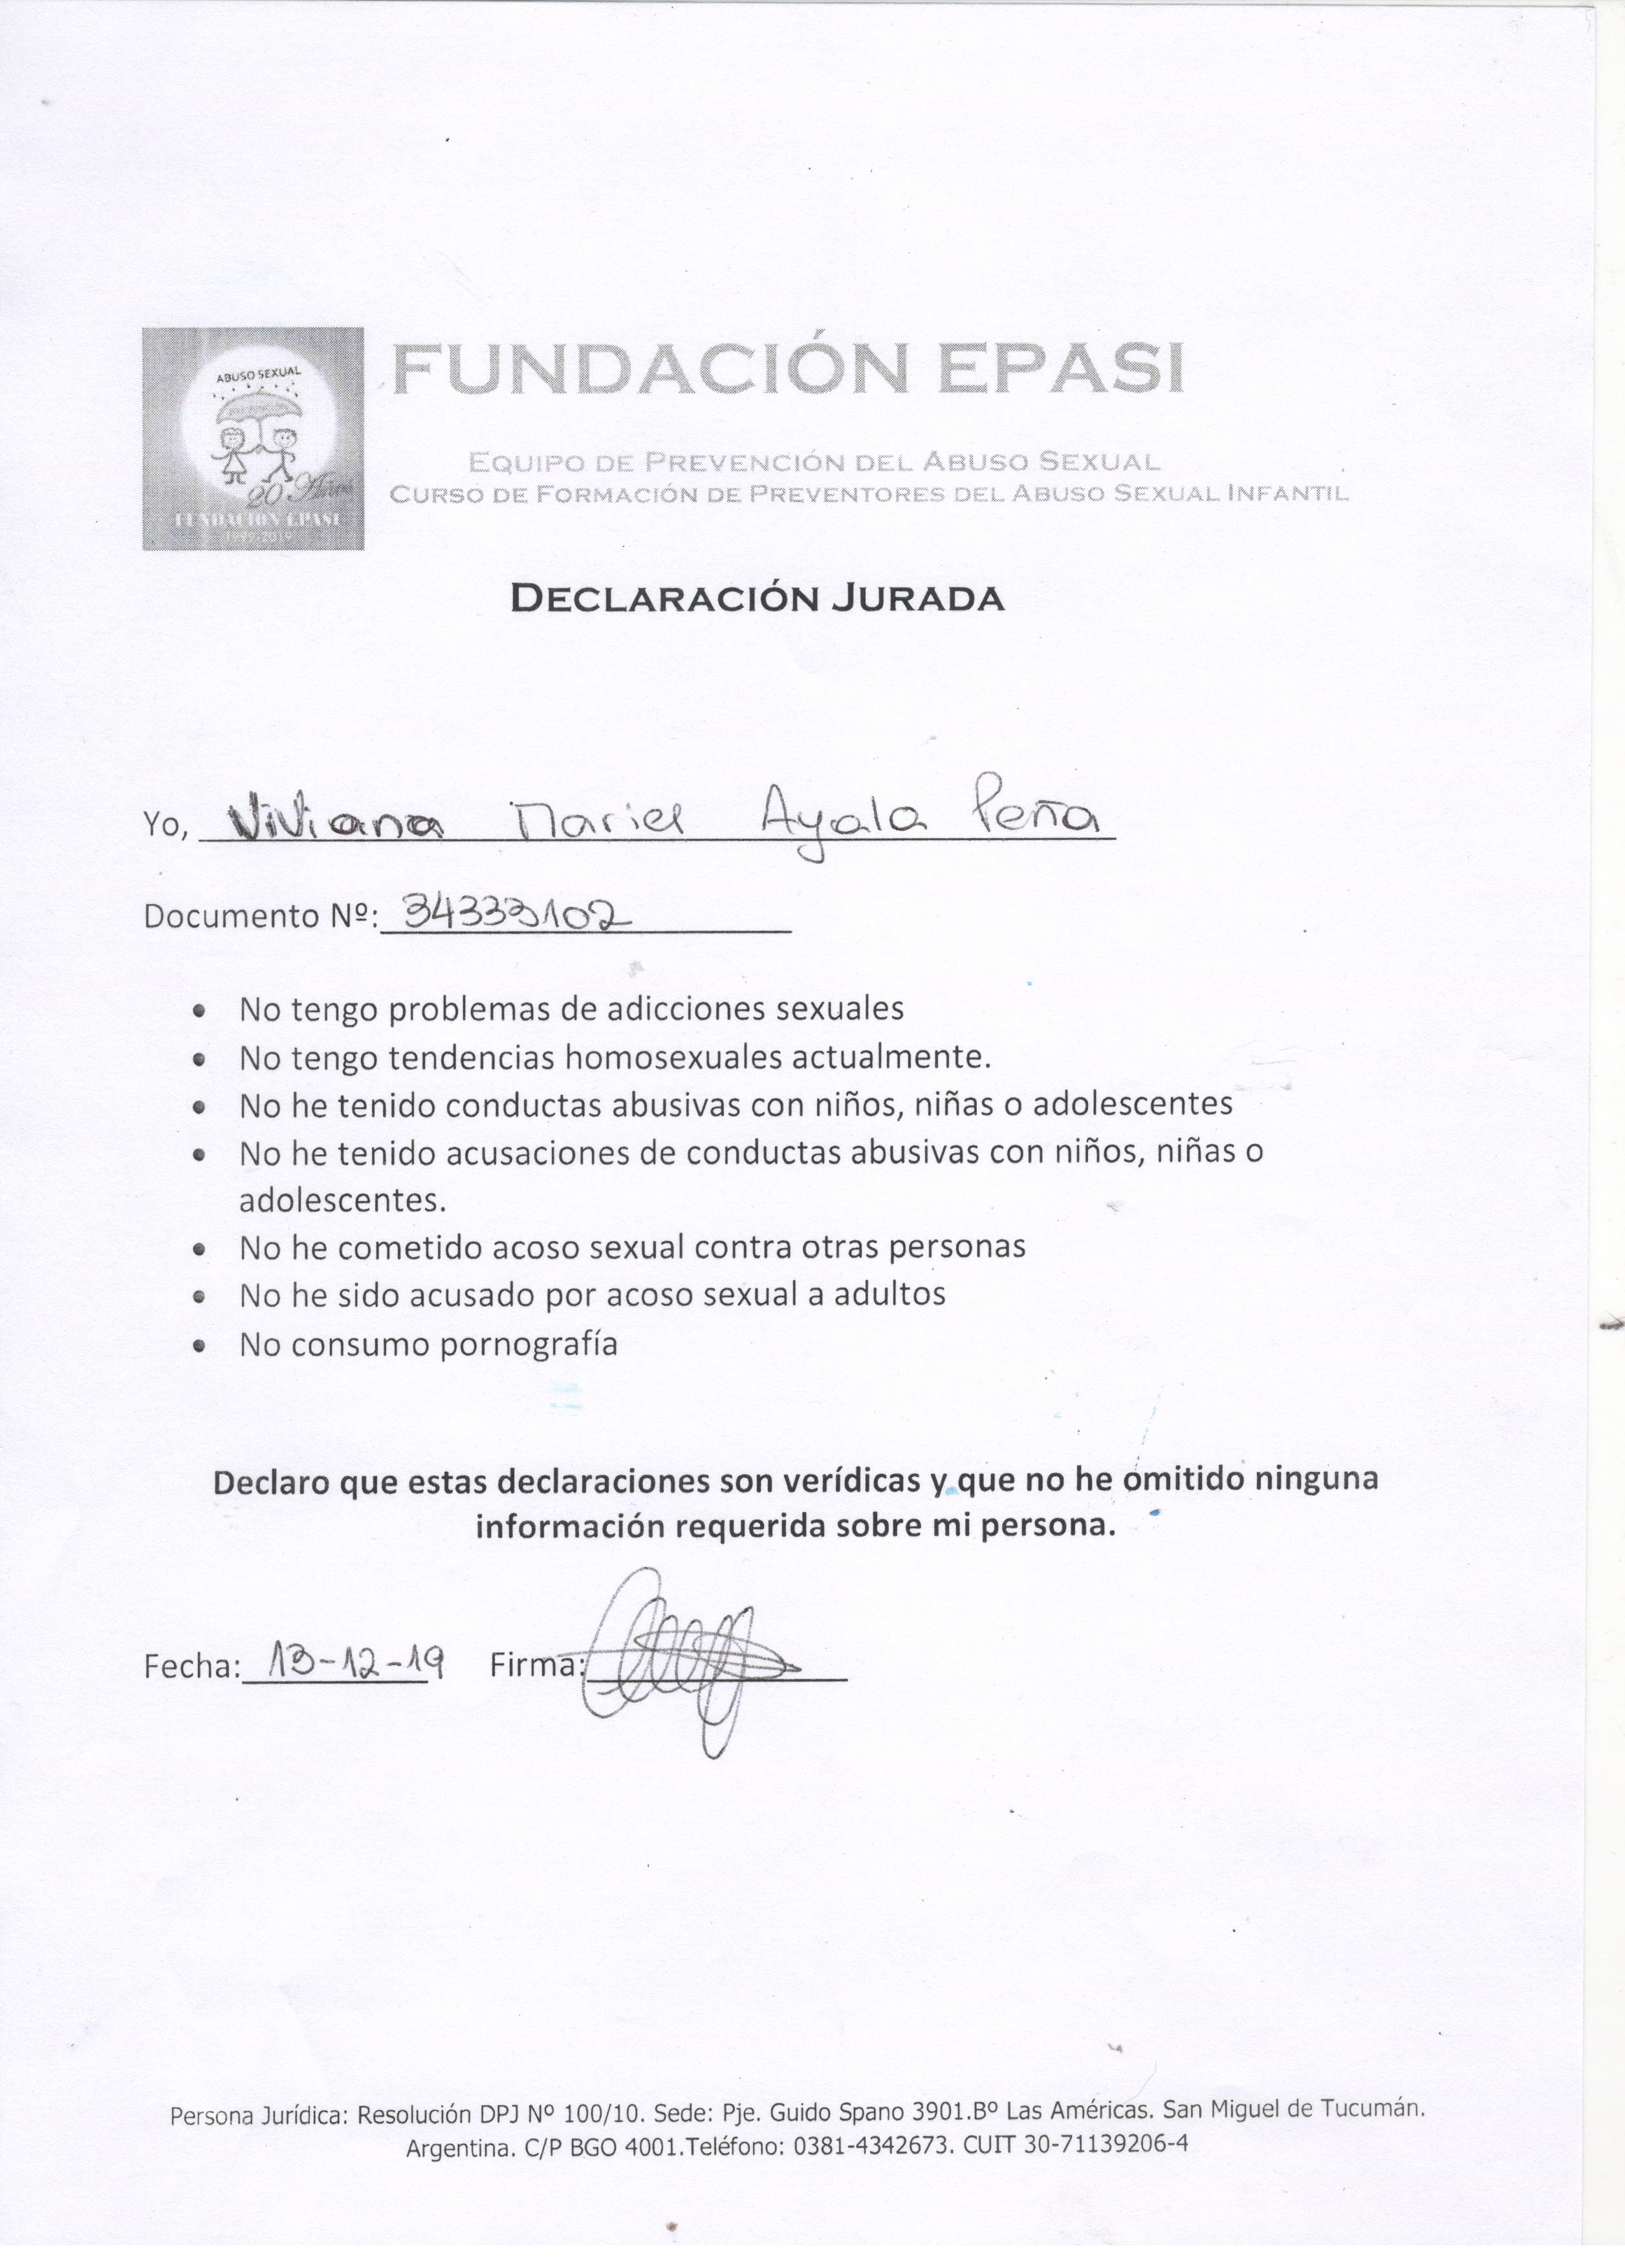 ABUSO SEXUAL
20 Años
FUNDACIÓN EPASI
1999-2019
FUNDACIÓN EPASI
EQUIPO DE PREVENCIÓN DEL ABUSO SEXUAL
CURSO DE FORMACIÓN DE PREVENTORES DEL ABUSO SEXUAL INFANTIL
DECLARACIÓN JURADA
Yo, Viviana Mariel Ayala Peña
Documento Nº: 34333102
• No tengo problemas de adicciones sexuales
• No tengo tendencias homosexuales actualmente.
• No he tenido conductas abusivas con niños, niñas o adolescentes
• No he tenido acusaciones de conductas abusivas con niños, niñas o
adolescentes.
• No he cometido acoso sexual contra otras personas
• No he sido acusado por acoso sexual a adultos
• No consumo pornografía
Declaro que estas declaraciones son verídicas y que no he omitido ninguna
información requerida sobre mi persona.
Fecha: 13-12-19 Firma:
Persona Jurídica: Resolución DPJ Nº 100/10. Sede: Pje. Guido Spano 3901.Bº Las Américas. San Miguel de Tucumán.
Argentina. C/P BGO 4001.Teléfono: 0381-4342673. CUIT 30-71139206-4